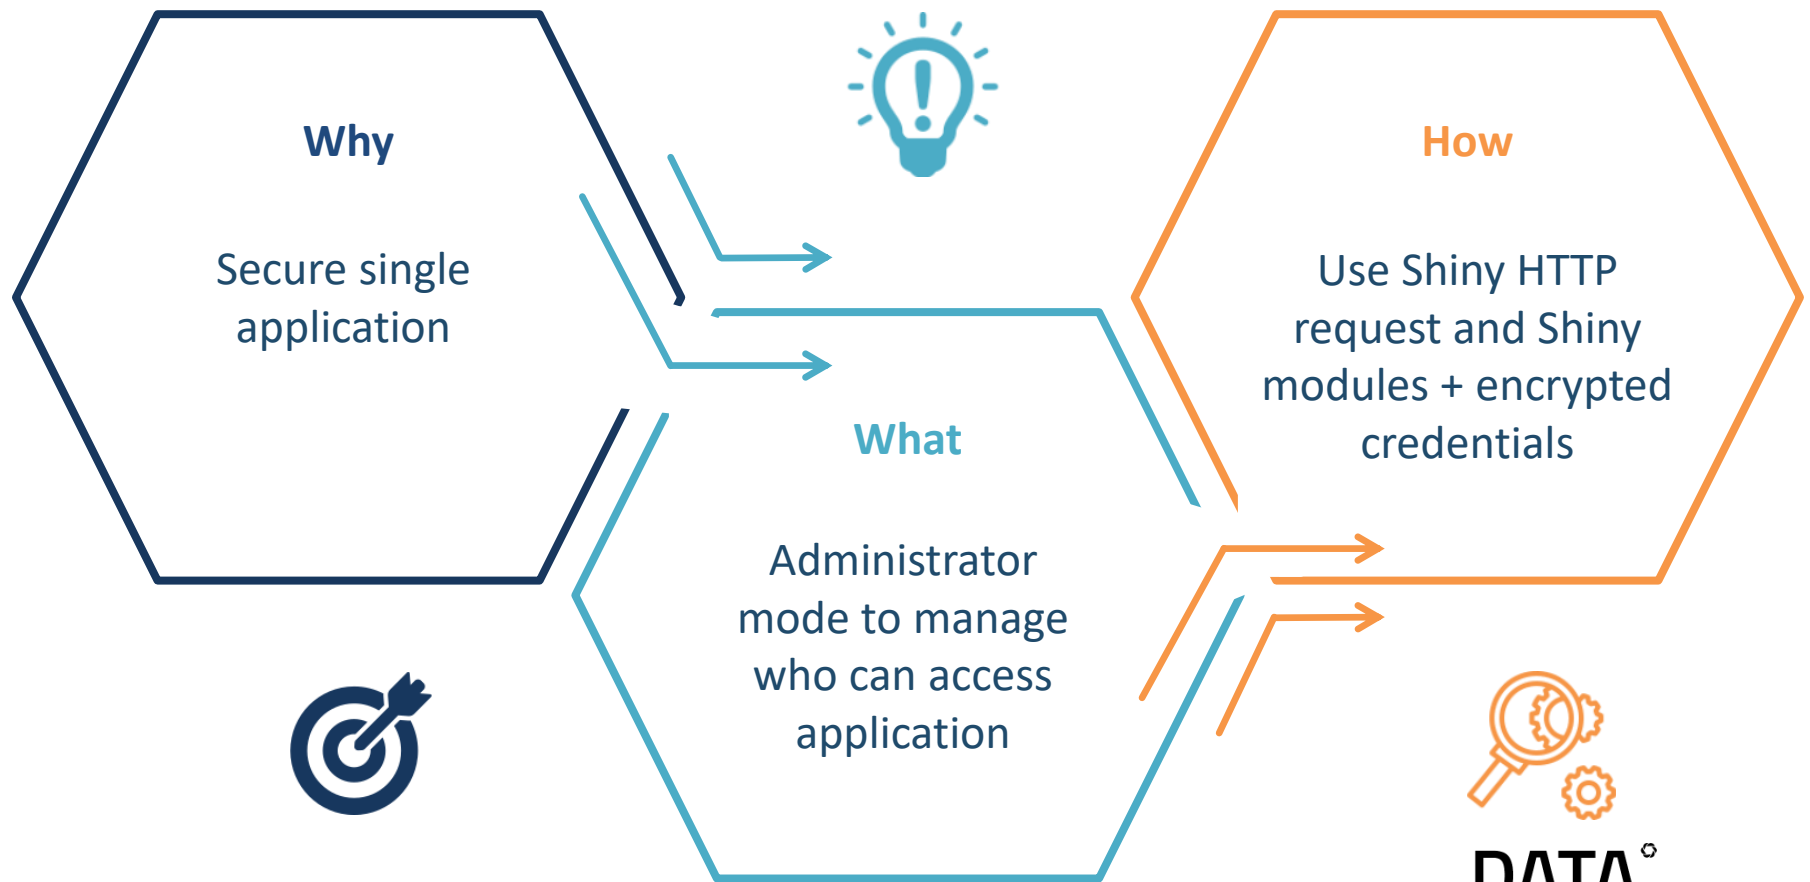 Why
Secure single
application
What
Administrator
mode to manage
who can access
application
How
Use Shiny HTTP
request and Shiny
modules + encrypted
credentials
DATA